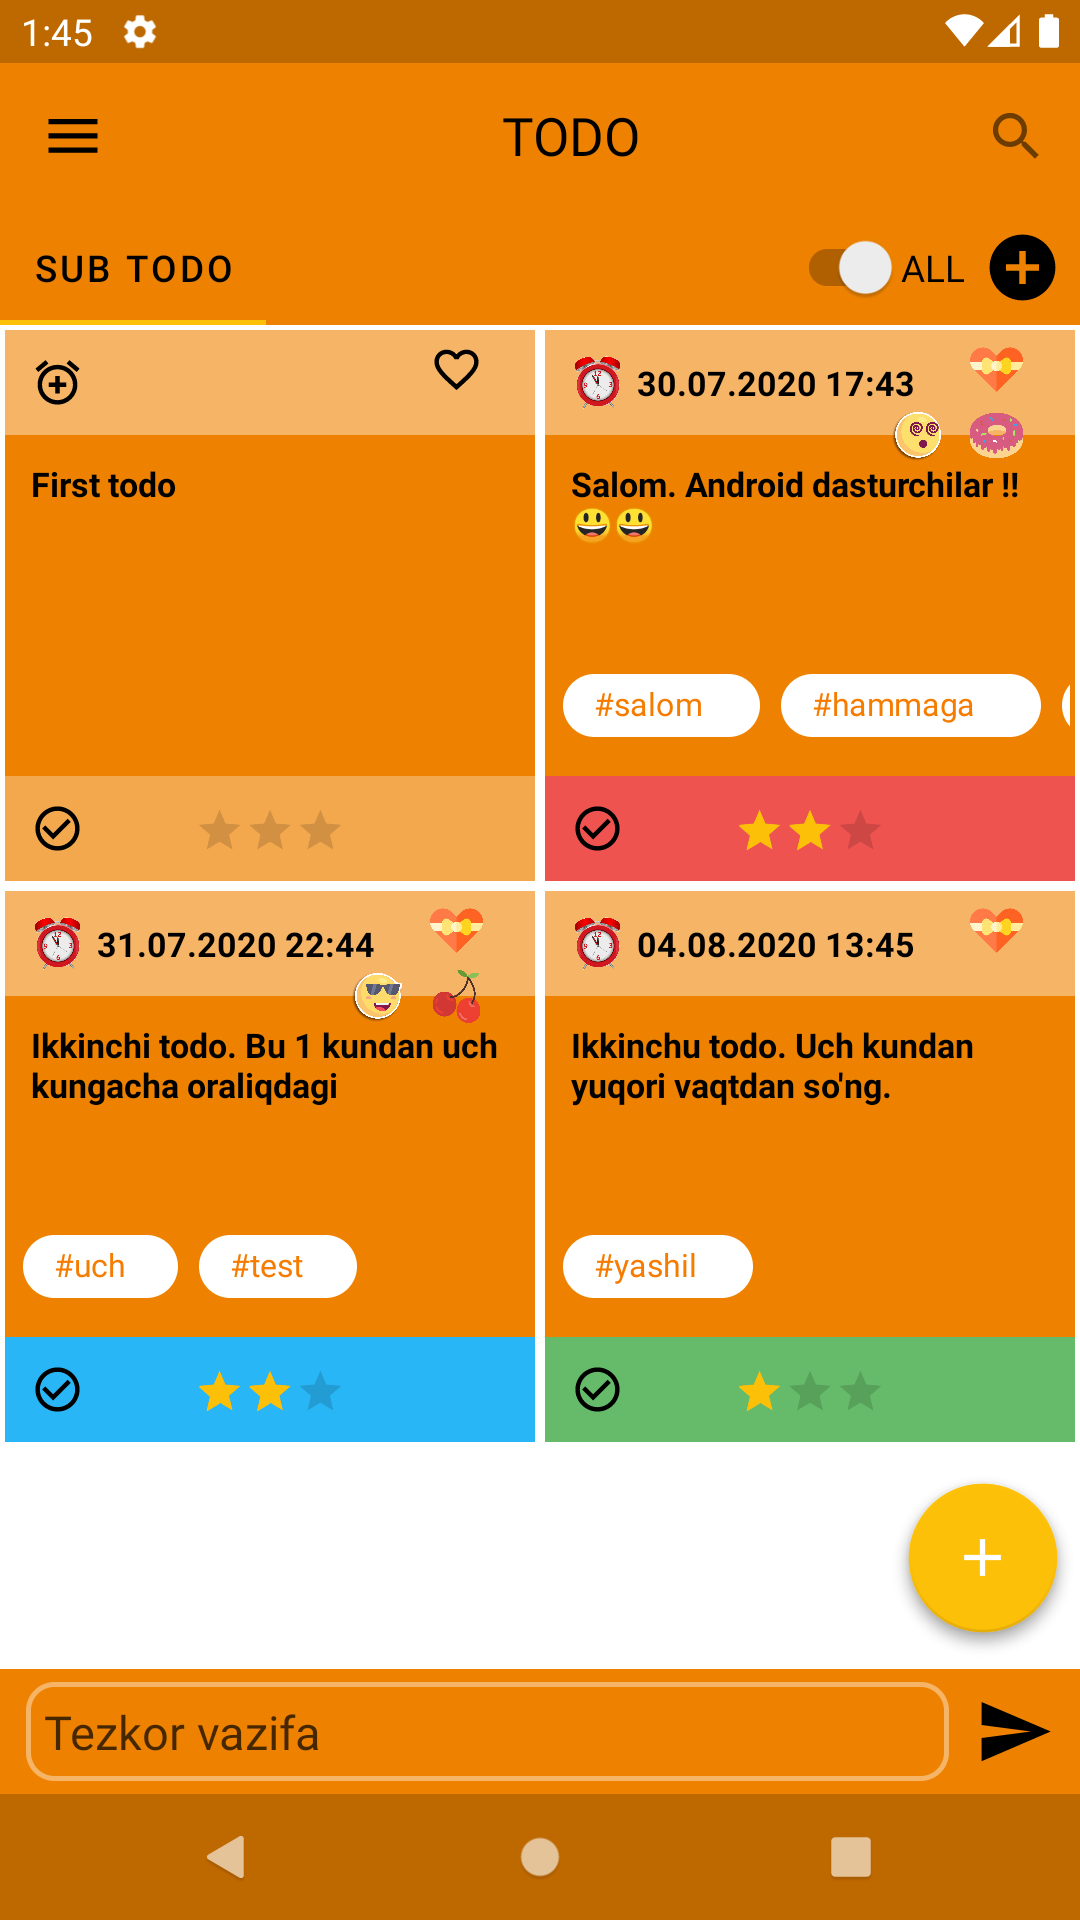 1:45
TODO
SUB TODO
ALL
First todo
30.07.2020 17:43
Salom. Android dasturchilar !!
😃😃
#salom
#hammaga
31.07.2020 22:44
Ikkinchi todo. Bu 1 kundan uch
kungacha oraliqdagi
#uch
#test
04.08.2020 13:45
Ikkinchu todo. Uch kundan
yuqori vaqtdan so'ng.
#yashil
Tezkor vazifa